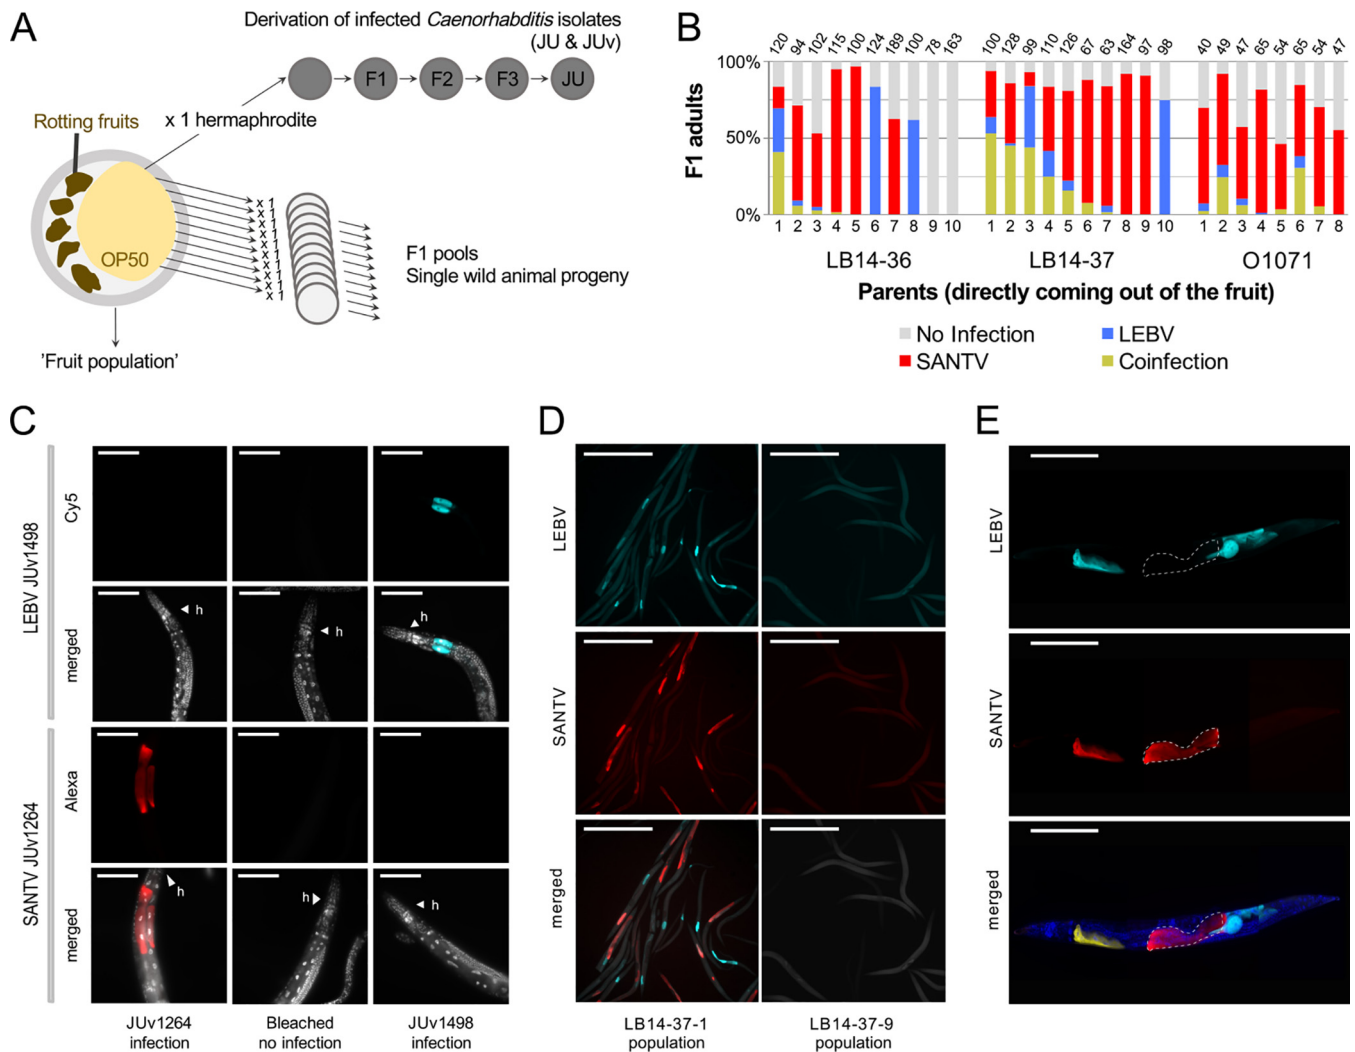 A
Derivation of infected Caenorhabditis isolates
(JU & JUv)
F1
F2
F3
JU
x 1 hermaphrodite
Rotting fruits
OP50
x 1
x 1
x 1
x 1
x 1
x 1
x 1
x 1
x 1
x 1
F1 pools
Single wild animal progeny
'Fruit population'
B
120 94 102 115 100 124 189 100 78 163 100 128 99 110 126 67 63 164 97 98 40 49 47 65 54 65 54 47
100%
50%
0%
F1 adults
1 2 3 4 5 6 7 8 9 10 1 2 3 4 5 6 7 8 9 10 1 2 3 4 5 6 7 8
LB14-36 LB14-37 O1071
Parents (directly coming out of the fruit)
No Infection LEBV
SANTV Coinfection
C
LEBV JUv1498
Cy5
merged
h
h
h
SANTV JUv1264
Alexa
merged
h
h
h
JUv1264
infection
Bleached
no infection
JUv1498
infection
D
LEBV
SANTV
merged
LB14-37-1
population
LB14-37-9
population
E
LEBV
SANTV
merged